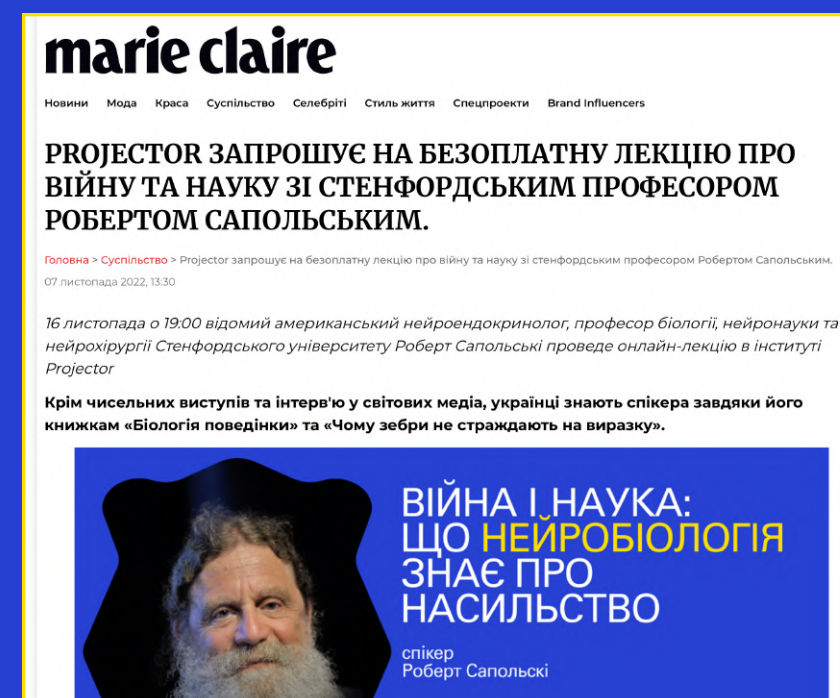 marie claire
Новини Мода Краса Суспільство Селебріті Стиль життя Спецпроекти Brand Influencers
PROJECTOR ЗАПРОШУЄ НА БЕЗОПЛАТНУ ЛЕКЦІЮ ПРО
ВІЙНУ ТА НАУКУ ЗІ СТЕНФОРДСЬКИМ ПРОФЕСОРОМ
РОБЕРТОМ САПОЛЬСЬКИМ.
Головна > Суспільство > Projector запрошує на безоплатну лекцію про війну та науку зі стенфордським професором Робертом Сапольським.
07 листопада 2022, 13:30
16 листопада о 19:00 відомий американський нейроендокринолог, професор біології, нейронауки та
нейрохірургії Стенфордського університету Роберт Сапольскі проведе онлайн-лекцію в інституті
Projector
Крім чисельних виступів та інтерв'ю у світових медіа, українці знають спікера завдяки його
книжкам «Біологія поведінки» та «Чому зебри не страждають на виразку».
ВІЙНА І НАУКА:
ЩО НЕЙРОБІОЛОГІЯ
ЗНАЄ ПРО
НАСИЛЬСТВО
спікер
Роберт Сапольскі